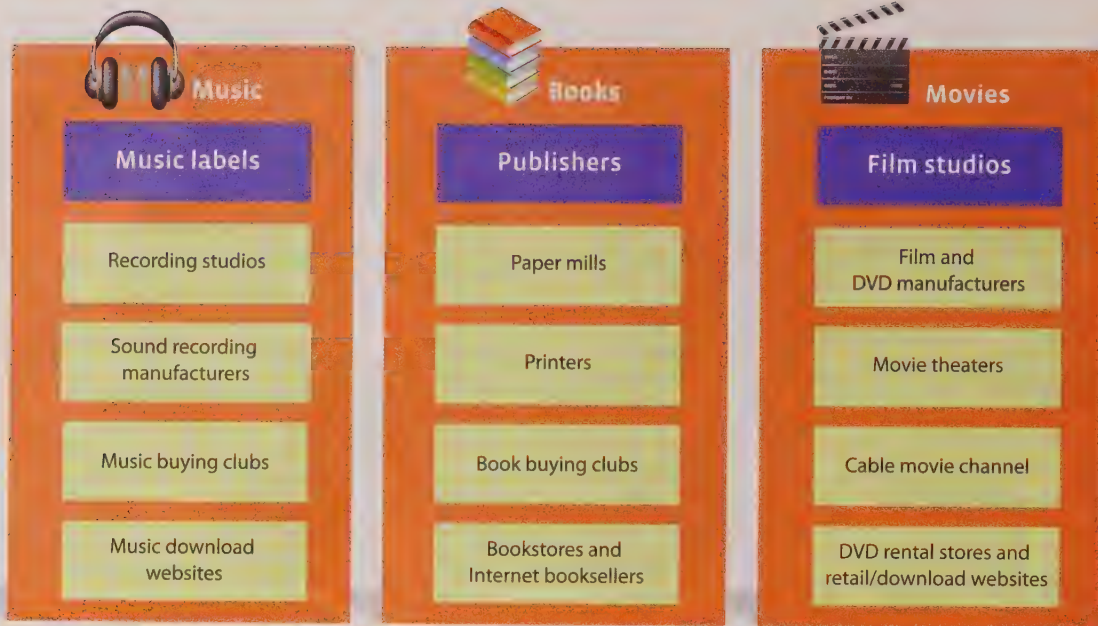 Music
Music labels
Recording studios
Sound recording
manufacturers
Music buying clubs
Music download
websites
Books
Publishers
Paper mills
Printers
Book buying clubs
Bookstores and
Internet booksellers
Movies
Film studios
Film and
DVD manufacturers
Movie theaters
Cable movie channel
DVD rental stores and
retail/download websites